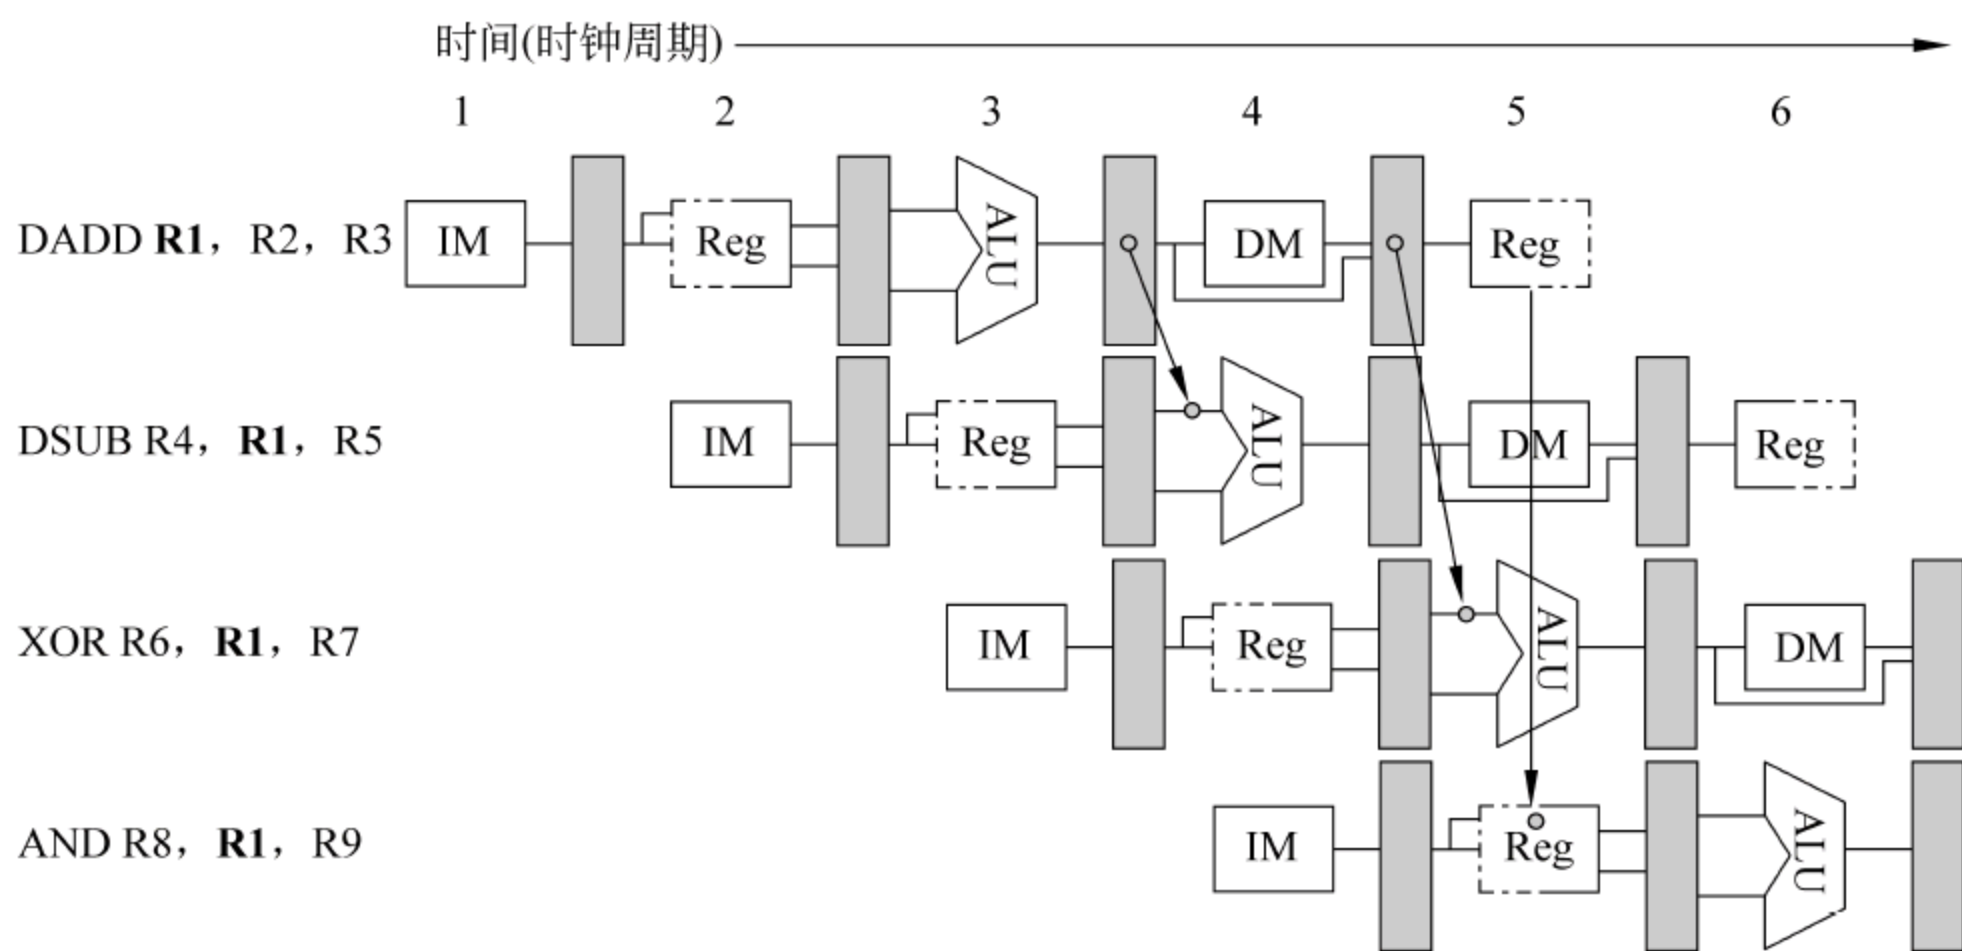 时间(时钟周期)
1 2 3 4 5 6
DADD R1， R2， R3 IM Reg ALU DM Reg
DSUB R4， R1， R5 IM Reg ALU DM Reg
XOR R6， R1， R7 IM Reg ALU DM
AND R8， R1， R9 IM Reg ALU